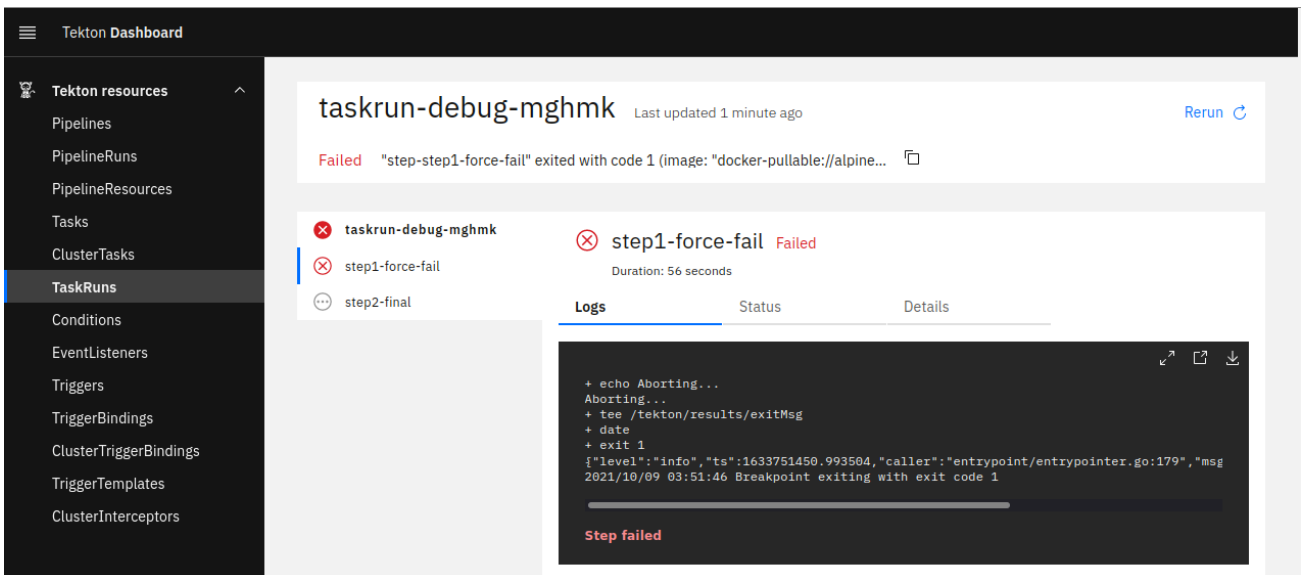 Tekton Dashboard
Tekton resources
Pipelines
PipelineRuns
PipelineResources
Tasks
ClusterTasks
TaskRuns
Conditions
EventListeners
Triggers
TriggerBindings
ClusterTriggerBindings
TriggerTemplates
ClusterInterceptors
taskrun-debug-mghmk Last updated 1 minute ago
Rerun
Failed "step-step1-force-fail" exited with code 1 (image: "docker-pullable://alpine...
taskrun-debug-mghmk
step1-force-fail
step2-final
step1-force-fail Failed
Duration: 56 seconds
Logs Status Details
+ echo Aborting...
Aborting...
+ tee /tekton/results/exitMsg
+ date
+ exit 1
{"level":"info","ts":1633751450.993504,"caller":"entrypoint/entrypointer.go:179","msg
2021/10/09 03:51:46 Breakpoint exiting with exit code 1
Step failed